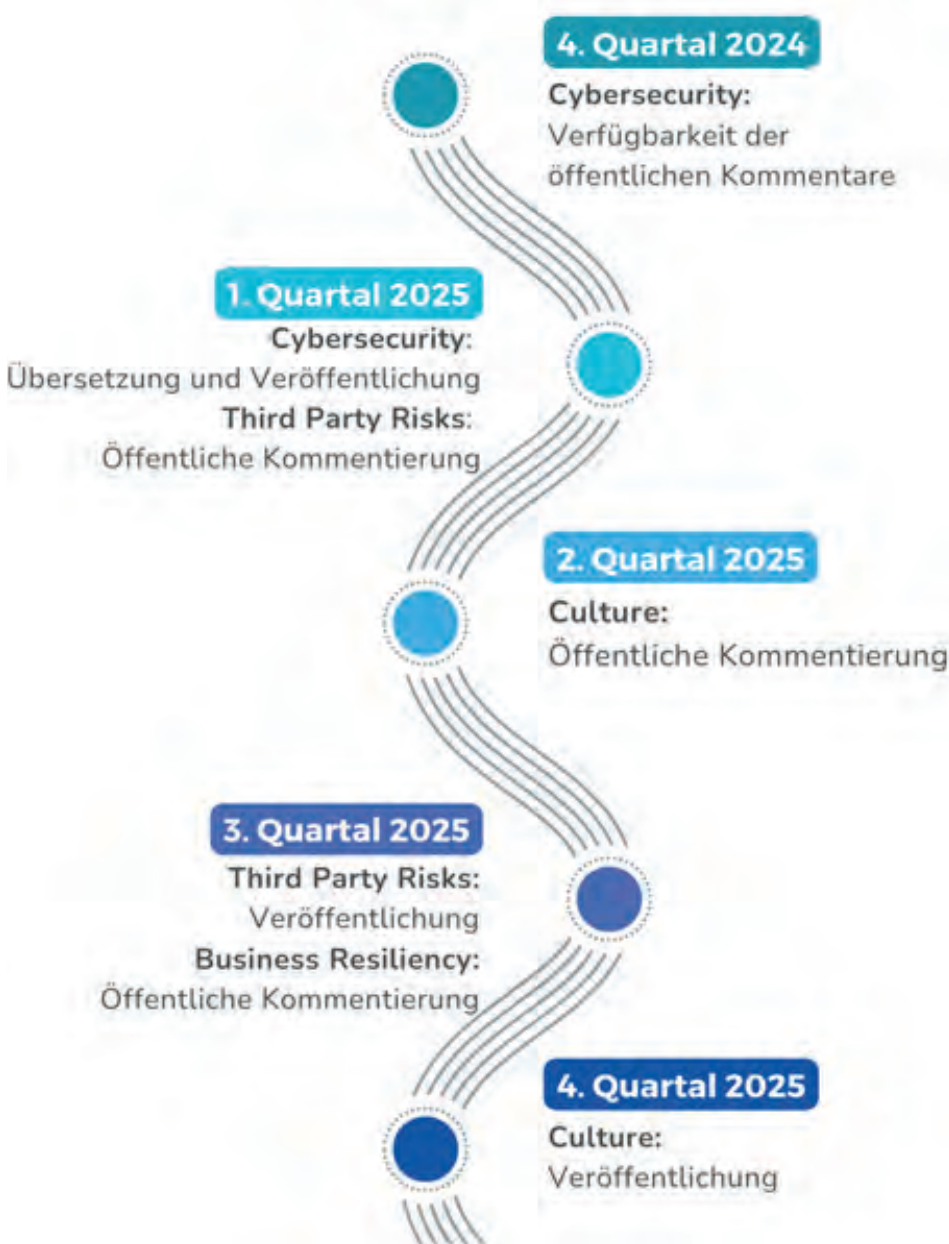 4. Quartal 2024
Cybersecurity:
Verfügbarkeit der
öffentlichen Kommentare
1. Quartal 2025
Cybersecurity:
Übersetzung und Veröffentlichung
Third Party Risks:
Öffentliche Kommentierung
2. Quartal 2025
Culture:
Öffentliche Kommentierung
3. Quartal 2025
Third Party Risks:
Veröffentlichung
Business Resiliency:
Öffentliche Kommentierung
4. Quartal 2025
Culture:
Veröffentlichung